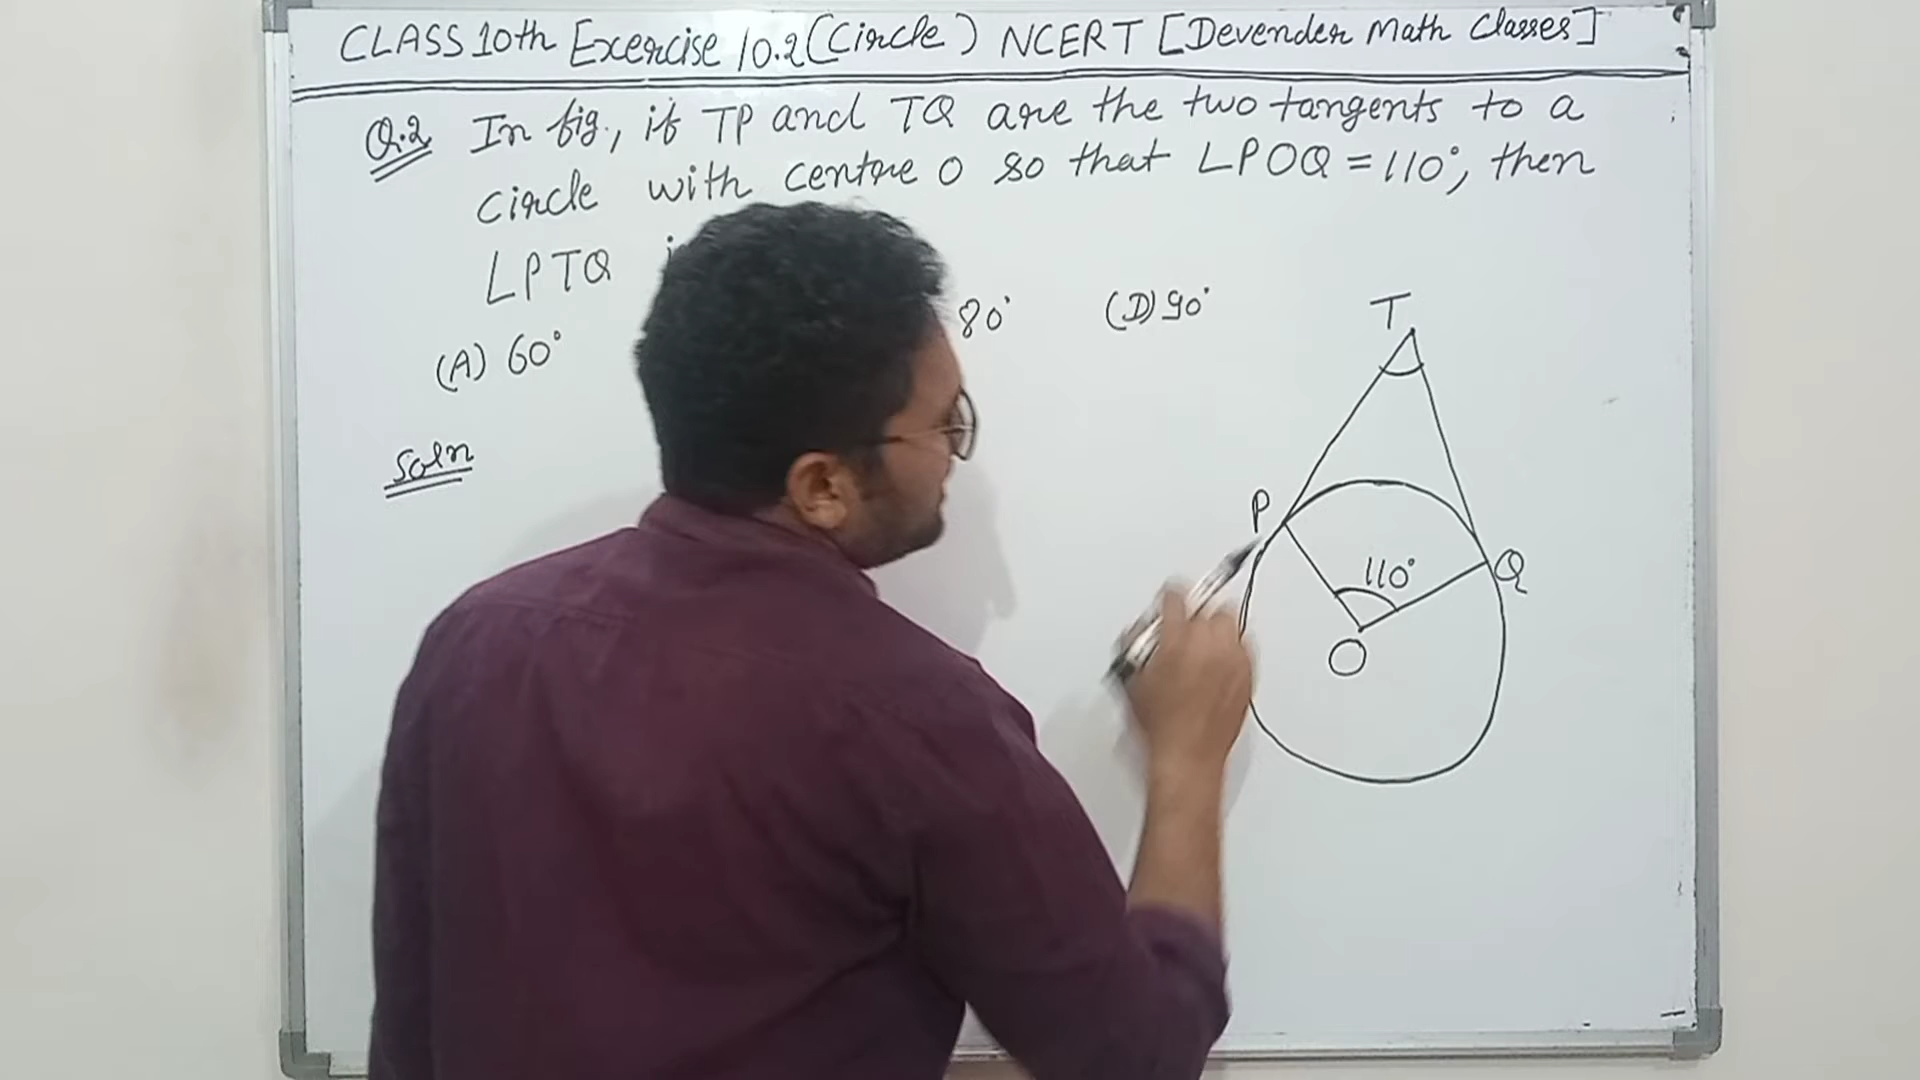 CLASS 10th Exercise 10.2 (Circle) NCERT [Devender Math Classes]
Q.2 In fig., if TP and TQ are the two tangents to a
circle with centre O so that ∠POQ = 110°, then
∠PTQ
(A) 60° 80° (D) 90°
T
Soln
P
110°
Q
O